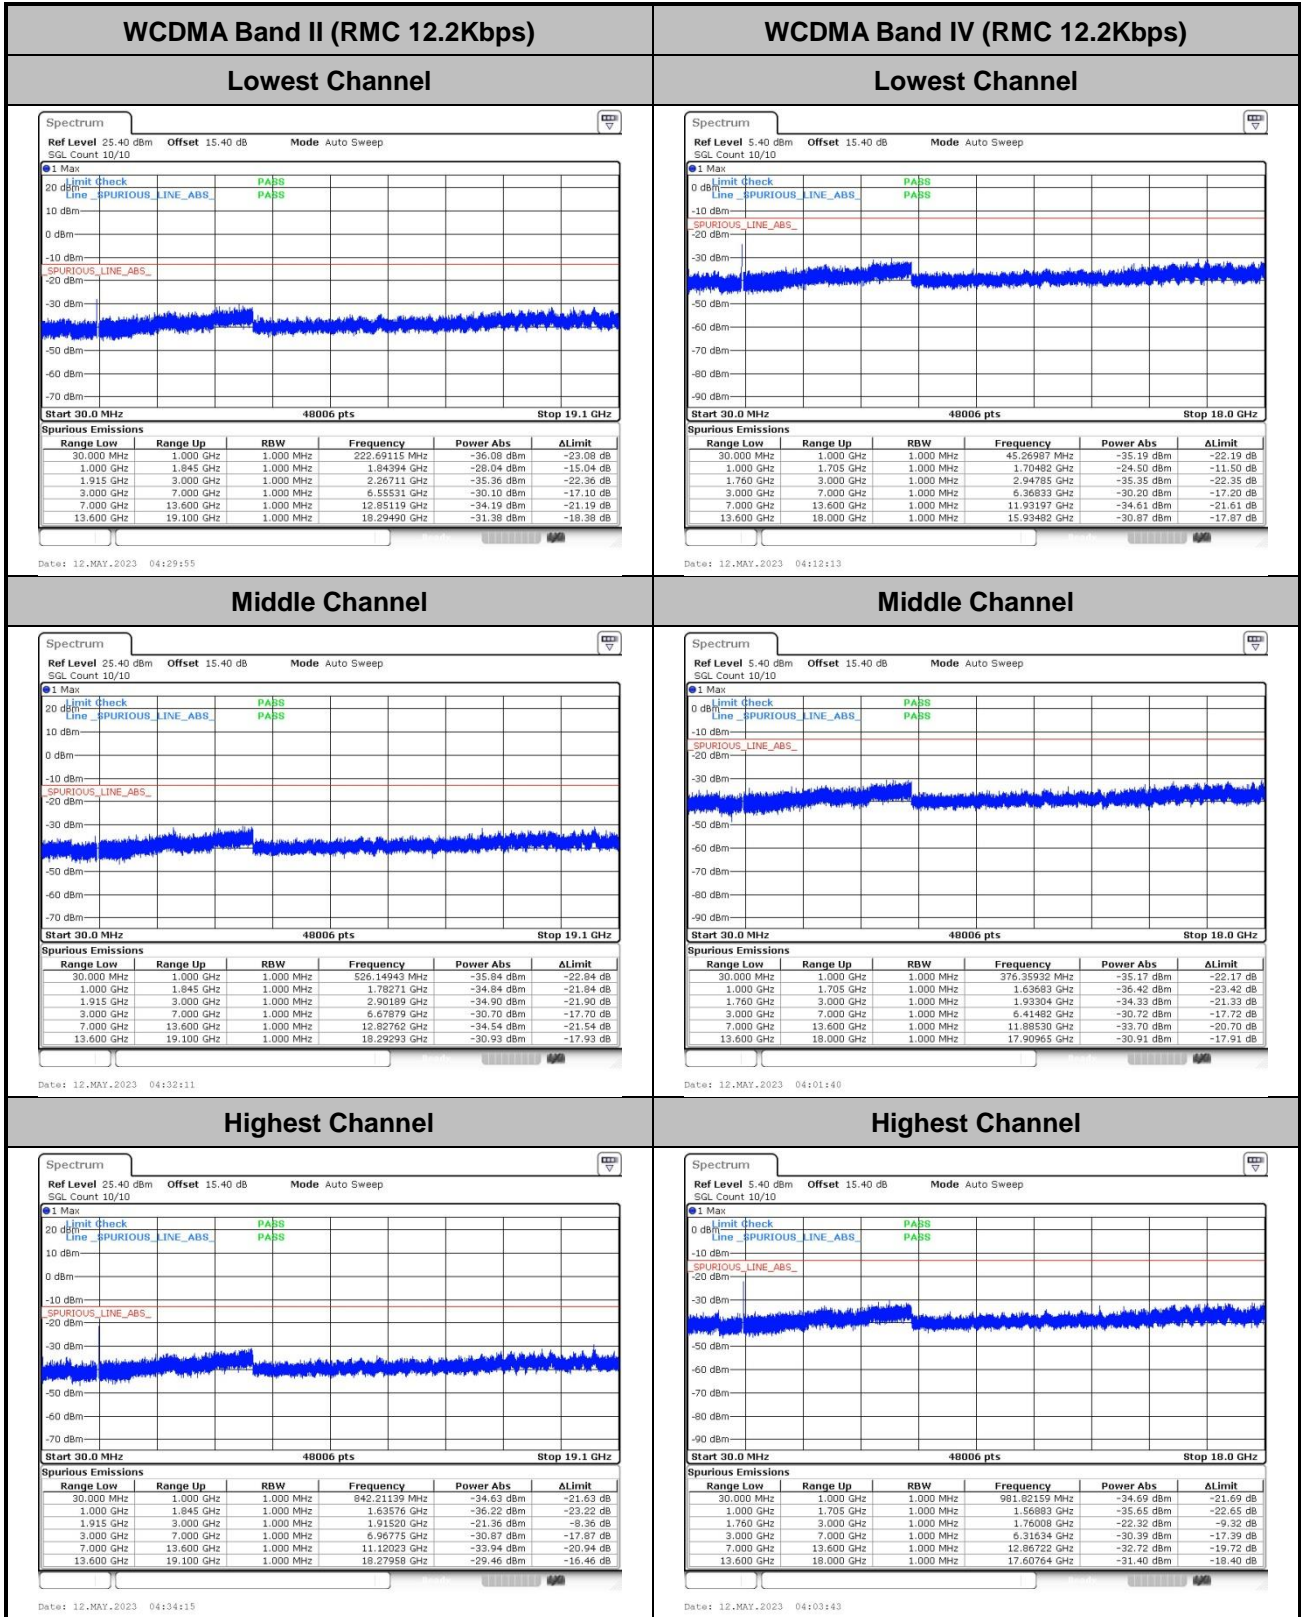 WCDMA Band II (RMC 12.2Kbps)
WCDMA Band IV (RMC 12.2Kbps)
Lowest Channel
Lowest Channel
Spectrum
Ref Level 25.40 dBm Offset 15.40 dB Mode Auto Sweep
SGL Count 10/10
1 Max
Limit Check PASS
20 dBm
Line _SPURIOUS_LINE_ABS_ PASS
10 dBm
0 dBm
-10 dBm
_SPURIOUS_LINE_ABS_
-20 dBm
-30 dBm
-50 dBm
-60 dBm
-70 dBm
Start 30.0 MHz 48006 pts Stop 19.1 GHz
Spurious Emissions
Range Low Range Up RBW Frequency Power Abs ΔLimit
30.000 MHz 1.000 GHz 1.000 MHz 222.69115 MHz -36.08 dBm -23.08 dB
1.000 GHz 1.845 GHz 1.000 MHz 1.84394 GHz -28.04 dBm -15.04 dB
1.915 GHz 3.000 GHz 1.000 MHz 2.26711 GHz -35.36 dBm -22.36 dB
3.000 GHz 7.000 GHz 1.000 MHz 6.55531 GHz -30.10 dBm -17.10 dB
7.000 GHz 13.600 GHz 1.000 MHz 12.85119 GHz -34.19 dBm -21.19 dB
13.600 GHz 19.100 GHz 1.000 MHz 18.29490 GHz -31.38 dBm -18.38 dB
Date: 12.MAY.2023 04:29:55
Spectrum
Ref Level 5.40 dBm Offset 15.40 dB Mode Auto Sweep
SGL Count 10/10
1 Max
Limit Check PASS
0 dBm
Line _SPURIOUS_LINE_ABS_ PASS
-10 dBm
_SPURIOUS_LINE_ABS_
-20 dBm
-30 dBm
-50 dBm
-60 dBm
-70 dBm
-80 dBm
-90 dBm
Start 30.0 MHz 48006 pts Stop 18.0 GHz
Spurious Emissions
Range Low Range Up RBW Frequency Power Abs ΔLimit
30.000 MHz 1.000 GHz 1.000 MHz 45.26987 MHz -35.19 dBm -22.19 dB
1.000 GHz 1.705 GHz 1.000 MHz 1.70482 GHz -24.50 dBm -11.50 dB
1.760 GHz 3.000 GHz 1.000 MHz 2.94785 GHz -35.35 dBm -22.35 dB
3.000 GHz 7.000 GHz 1.000 MHz 6.36833 GHz -30.20 dBm -17.20 dB
7.000 GHz 13.600 GHz 1.000 MHz 11.93197 GHz -34.61 dBm -21.61 dB
13.600 GHz 18.000 GHz 1.000 MHz 15.93482 GHz -30.87 dBm -17.87 dB
Date: 12.MAY.2023 04:12:13
Middle Channel
Middle Channel
Spectrum
Ref Level 25.40 dBm Offset 15.40 dB Mode Auto Sweep
SGL Count 10/10
1 Max
Limit Check PASS
20 dBm
Line _SPURIOUS_LINE_ABS_ PASS
10 dBm
0 dBm
-10 dBm
_SPURIOUS_LINE_ABS_
-20 dBm
-30 dBm
-50 dBm
-60 dBm
-70 dBm
Start 30.0 MHz 48006 pts Stop 19.1 GHz
Spurious Emissions
Range Low Range Up RBW Frequency Power Abs ΔLimit
30.000 MHz 1.000 GHz 1.000 MHz 526.14943 MHz -35.84 dBm -22.84 dB
1.000 GHz 1.845 GHz 1.000 MHz 1.78271 GHz -34.84 dBm -21.84 dB
1.915 GHz 3.000 GHz 1.000 MHz 2.90189 GHz -34.90 dBm -21.90 dB
3.000 GHz 7.000 GHz 1.000 MHz 6.67879 GHz -30.70 dBm -17.70 dB
7.000 GHz 13.600 GHz 1.000 MHz 12.82762 GHz -34.54 dBm -21.54 dB
13.600 GHz 19.100 GHz 1.000 MHz 18.29293 GHz -30.93 dBm -17.93 dB
Date: 12.MAY.2023 04:32:11
Spectrum
Ref Level 5.40 dBm Offset 15.40 dB Mode Auto Sweep
SGL Count 10/10
1 Max
Limit Check PASS
0 dBm
Line _SPURIOUS_LINE_ABS_ PASS
-10 dBm
_SPURIOUS_LINE_ABS_
-20 dBm
-30 dBm
-50 dBm
-60 dBm
-70 dBm
-80 dBm
-90 dBm
Start 30.0 MHz 48006 pts Stop 18.0 GHz
Spurious Emissions
Range Low Range Up RBW Frequency Power Abs ΔLimit
30.000 MHz 1.000 GHz 1.000 MHz 376.35932 MHz -35.17 dBm -22.17 dB
1.000 GHz 1.705 GHz 1.000 MHz 1.63683 GHz -36.42 dBm -23.42 dB
1.760 GHz 3.000 GHz 1.000 MHz 1.93304 GHz -34.33 dBm -21.33 dB
3.000 GHz 7.000 GHz 1.000 MHz 6.41482 GHz -30.72 dBm -17.72 dB
7.000 GHz 13.600 GHz 1.000 MHz 11.88530 GHz -33.70 dBm -20.70 dB
13.600 GHz 18.000 GHz 1.000 MHz 17.90965 GHz -30.91 dBm -17.91 dB
Date: 12.MAY.2023 04:01:40
Highest Channel
Highest Channel
Spectrum
Ref Level 25.40 dBm Offset 15.40 dB Mode Auto Sweep
SGL Count 10/10
1 Max
Limit Check PASS
20 dBm
Line _SPURIOUS_LINE_ABS_ PASS
10 dBm
0 dBm
-10 dBm
_SPURIOUS_LINE_ABS_
-20 dBm
-30 dBm
-50 dBm
-60 dBm
-70 dBm
Start 30.0 MHz 48006 pts Stop 19.1 GHz
Spurious Emissions
Range Low Range Up RBW Frequency Power Abs ΔLimit
30.000 MHz 1.000 GHz 1.000 MHz 842.21139 MHz -34.63 dBm -21.63 dB
1.000 GHz 1.845 GHz 1.000 MHz 1.63576 GHz -36.22 dBm -23.22 dB
1.915 GHz 3.000 GHz 1.000 MHz 1.91520 GHz -21.36 dBm -8.36 dB
3.000 GHz 7.000 GHz 1.000 MHz 6.96775 GHz -30.87 dBm -17.87 dB
7.000 GHz 13.600 GHz 1.000 MHz 11.12023 GHz -33.94 dBm -20.94 dB
13.600 GHz 19.100 GHz 1.000 MHz 18.27958 GHz -29.46 dBm -16.46 dB
Date: 12.MAY.2023 04:34:15
Spectrum
Ref Level 5.40 dBm Offset 15.40 dB Mode Auto Sweep
SGL Count 10/10
1 Max
Limit Check PASS
0 dBm
Line _SPURIOUS_LINE_ABS_ PASS
-10 dBm
_SPURIOUS_LINE_ABS_
-20 dBm
-30 dBm
-50 dBm
-60 dBm
-70 dBm
-80 dBm
-90 dBm
Start 30.0 MHz 48006 pts Stop 18.0 GHz
Spurious Emissions
Range Low Range Up RBW Frequency Power Abs ΔLimit
30.000 MHz 1.000 GHz 1.000 MHz 981.82159 MHz -34.69 dBm -21.69 dB
1.000 GHz 1.705 GHz 1.000 MHz 1.56883 GHz -35.65 dBm -22.65 dB
1.760 GHz 3.000 GHz 1.000 MHz 1.76008 GHz -22.32 dBm -9.32 dB
3.000 GHz 7.000 GHz 1.000 MHz 6.31634 GHz -30.39 dBm -17.39 dB
7.000 GHz 13.600 GHz 1.000 MHz 12.86722 GHz -32.72 dBm -19.72 dB
13.600 GHz 18.000 GHz 1.000 MHz 17.60764 GHz -31.40 dBm -18.40 dB
Date: 12.MAY.2023 04:03:43